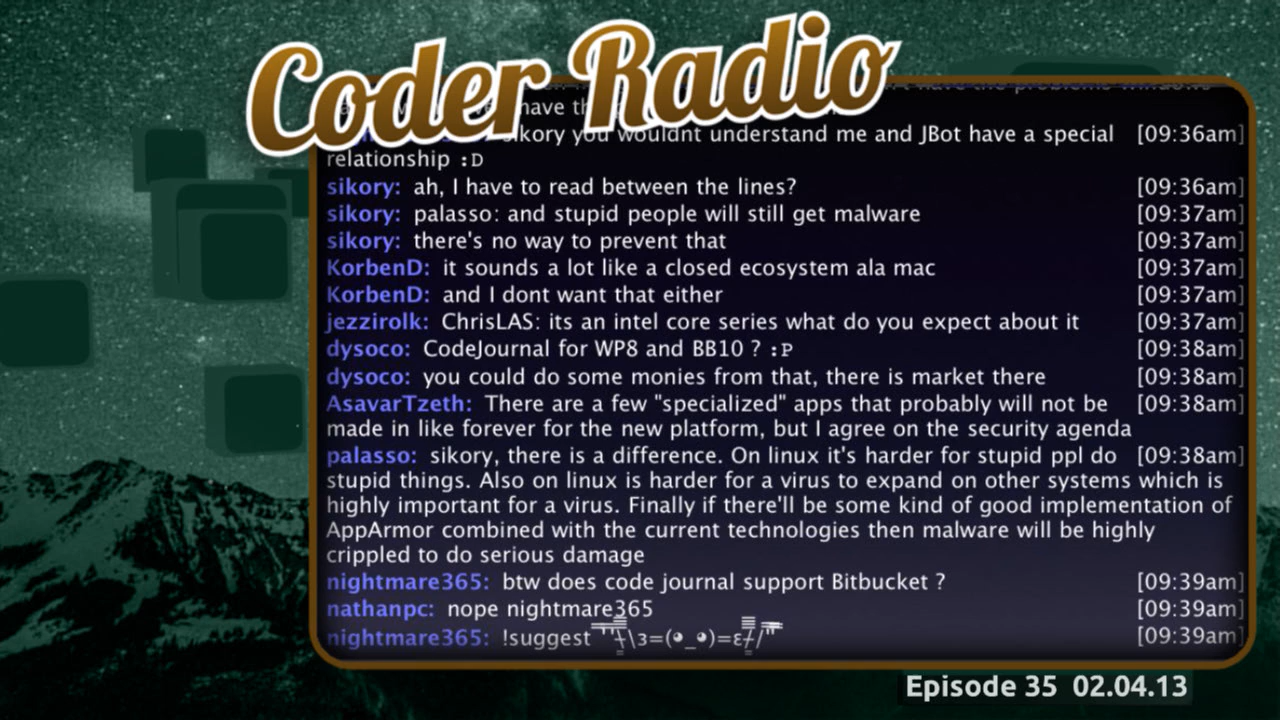 Coder Radio
have th
sikory you wouldnt understand me and JBot have a special [09:36am]
relationship :D
sikory: ah, I have to read between the lines? [09:36am]
sikory: palasso: and stupid people will still get malware [09:37am]
sikory: there's no way to prevent that [09:37am]
KorbenD: it sounds a lot like a closed ecosystem ala mac [09:37am]
KorbenD: and I dont want that either [09:37am]
jezzirolk: ChrisLAS: its an intel core series what do you expect about it [09:37am]
dysoco: CodeJournal for WP8 and BB10 ? :P [09:38am]
dysoco: you could do some monies from that, there is market there [09:38am]
AsavarTzeth: There are a few "specialized" apps that probably will not be [09:38am]
made in like forever for the new platform, but I agree on the security agenda
palasso: sikory, there is a difference. On linux it's harder for stupid ppl do [09:38am]
stupid things. Also on linux is harder for a virus to expand on other systems which is
highly important for a virus. Finally if there'll be some kind of good implementation of
AppArmor combined with the current technologies then malware will be highly
crippled to do serious damage
nightmare365: btw does code journal support Bitbucket ? [09:39am]
nathanpc: nope nightmare365 [09:39am]
nightmare365: !suggest [09:39am]
Episode 35 02.04.13